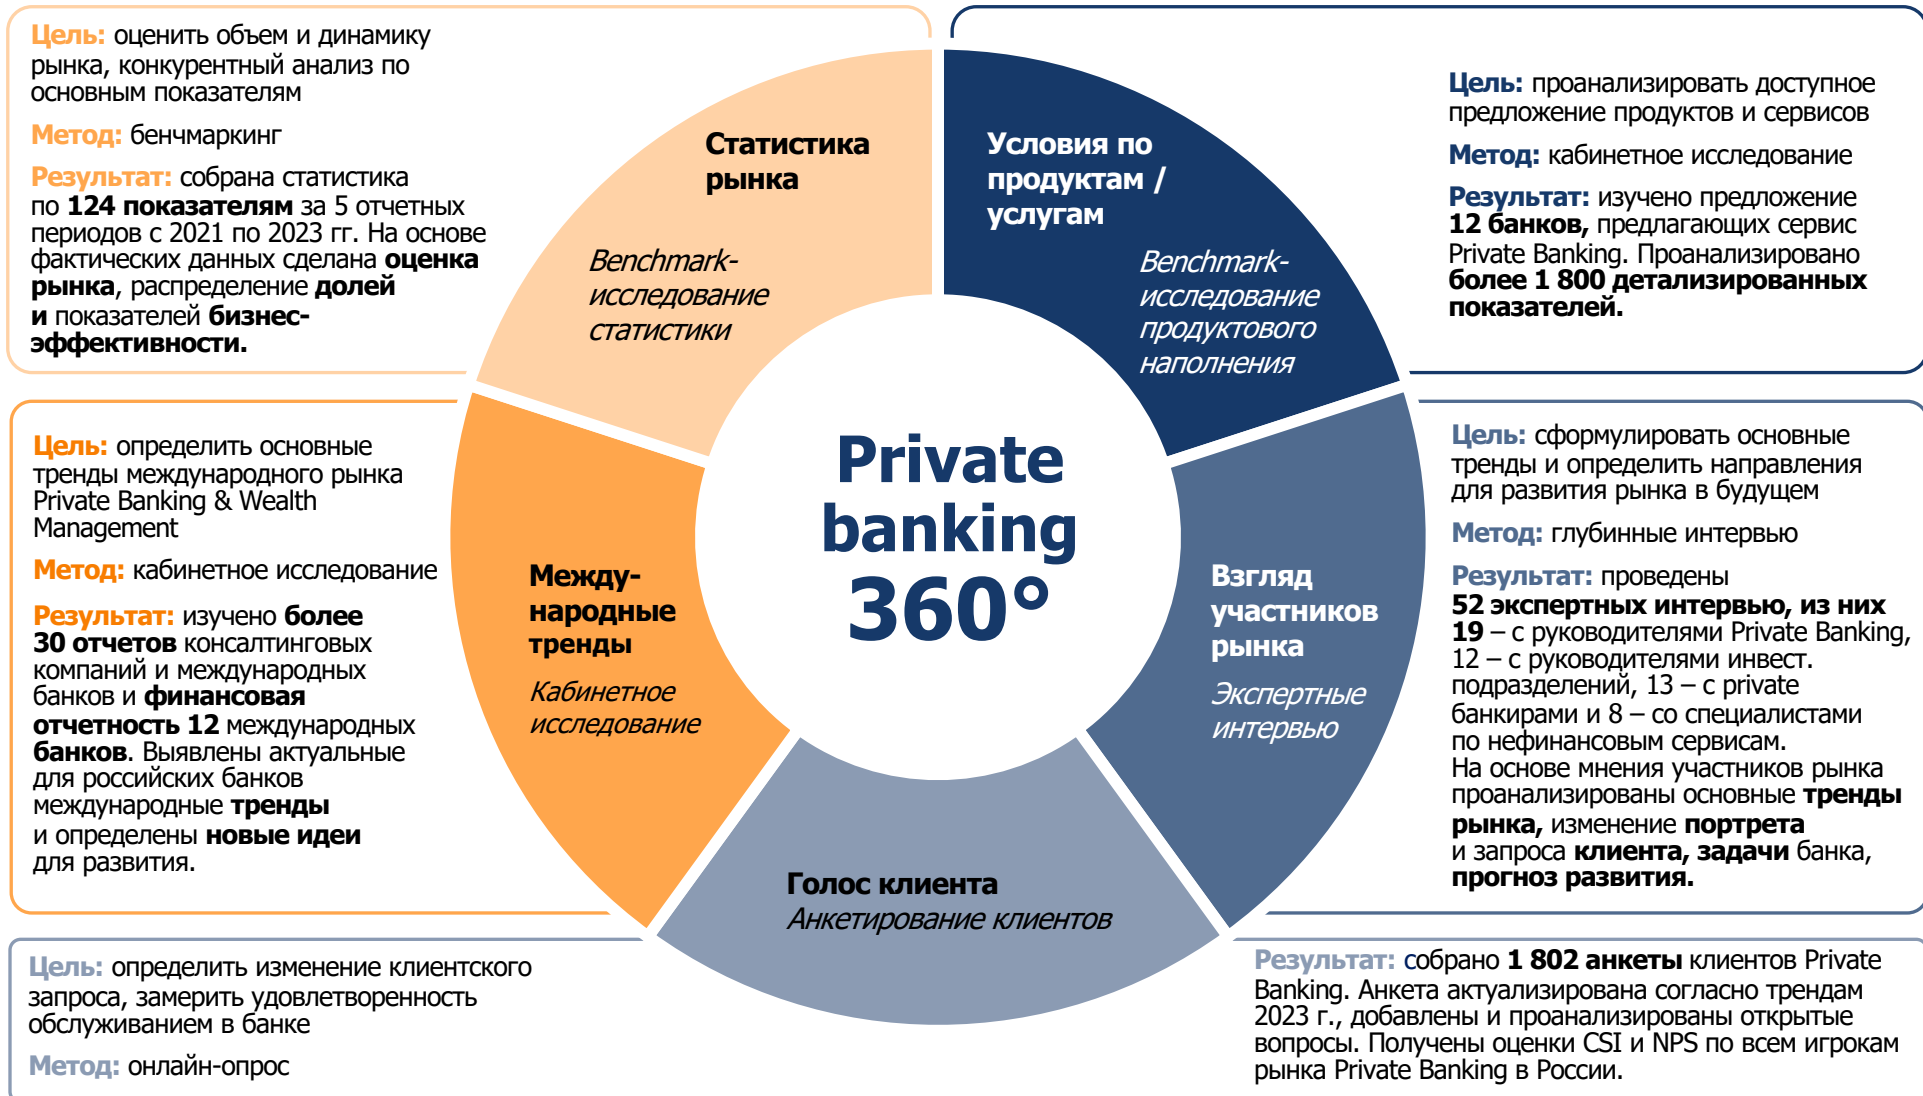 Цель: оценить объем и динамику
рынка, конкурентный анализ по
основным показателям
Метод: бенчмаркинг
Результат: собрана статистика
по 124 показателям за 5 отчетных
периодов с 2021 по 2023 гг. На основе
фактических данных сделана оценка
рынка, распределение долей
и показателей бизнес-
эффективности.
Статистика
рынка
Benchmark-
исследование
статистики
Условия по
продуктам /
услугам
Benchmark-
исследование
продуктового
наполнения
Цель: проанализировать доступное
предложение продуктов и сервисов
Метод: кабинетное исследование
Результат: изучено предложение
12 банков, предлагающих сервис
Private Banking. Проанализировано
более 1 800 детализированных
показателей.
Цель: определить основные
тренды международного рынка
Private Banking & Wealth
Management
Метод: кабинетное исследование
Результат: изучено более
30 отчетов консалтинговых
компаний и международных
банков и финансовая
отчетность 12 международных
банков. Выявлены актуальные
для российских банков
международные тренды
и определены новые идеи
для развития.
Между-
народные
тренды
Кабинетное
исследование
Private
banking
360°
Взгляд
участников
рынка
Экспертные
интервью
Цель: сформулировать основные
тренды и определить направления
для развития рынка в будущем
Метод: глубинные интервью
Результат: проведены
52 экспертных интервью, из них
19 – с руководителями Private Banking,
12 – с руководителями инвест.
подразделений, 13 – с private
банкирами и 8 – со специалистами
по нефинансовым сервисам.
На основе мнения участников рынка
проанализированы основные тренды
рынка, изменение портрета
и запроса клиента, задачи банка,
прогноз развития.
Голос клиента
Анкетирование клиентов
Цель: определить изменение клиентского
запроса, замерить удовлетворенность
обслуживанием в банке
Метод: онлайн-опрос
Результат: собрано 1 802 анкеты клиентов Private
Banking. Анкета актуализирована согласно трендам
2023 г., добавлены и проанализированы открытые
вопросы. Получены оценки CSI и NPS по всем игрокам
рынка Private Banking в России.